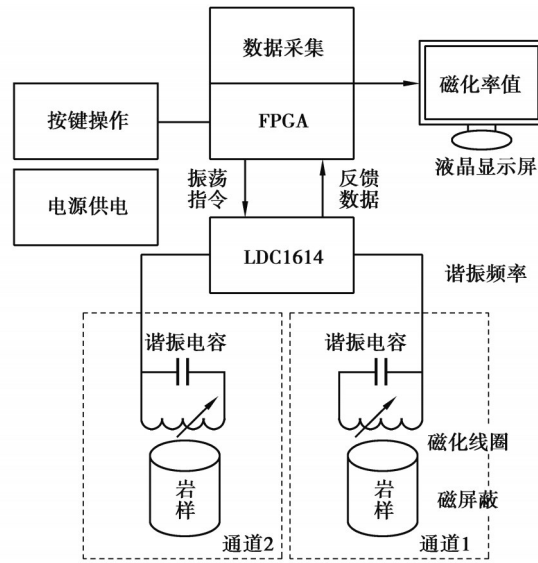 数据采集
磁化率值
按键操作
FPGA
液晶显示屏
振荡
指令
反馈
数据
电源供电
LDC1614
谐振频率
谐振电容
谐振电容
磁化线圈
岩
样
岩
样
磁屏蔽
通道2
通道1